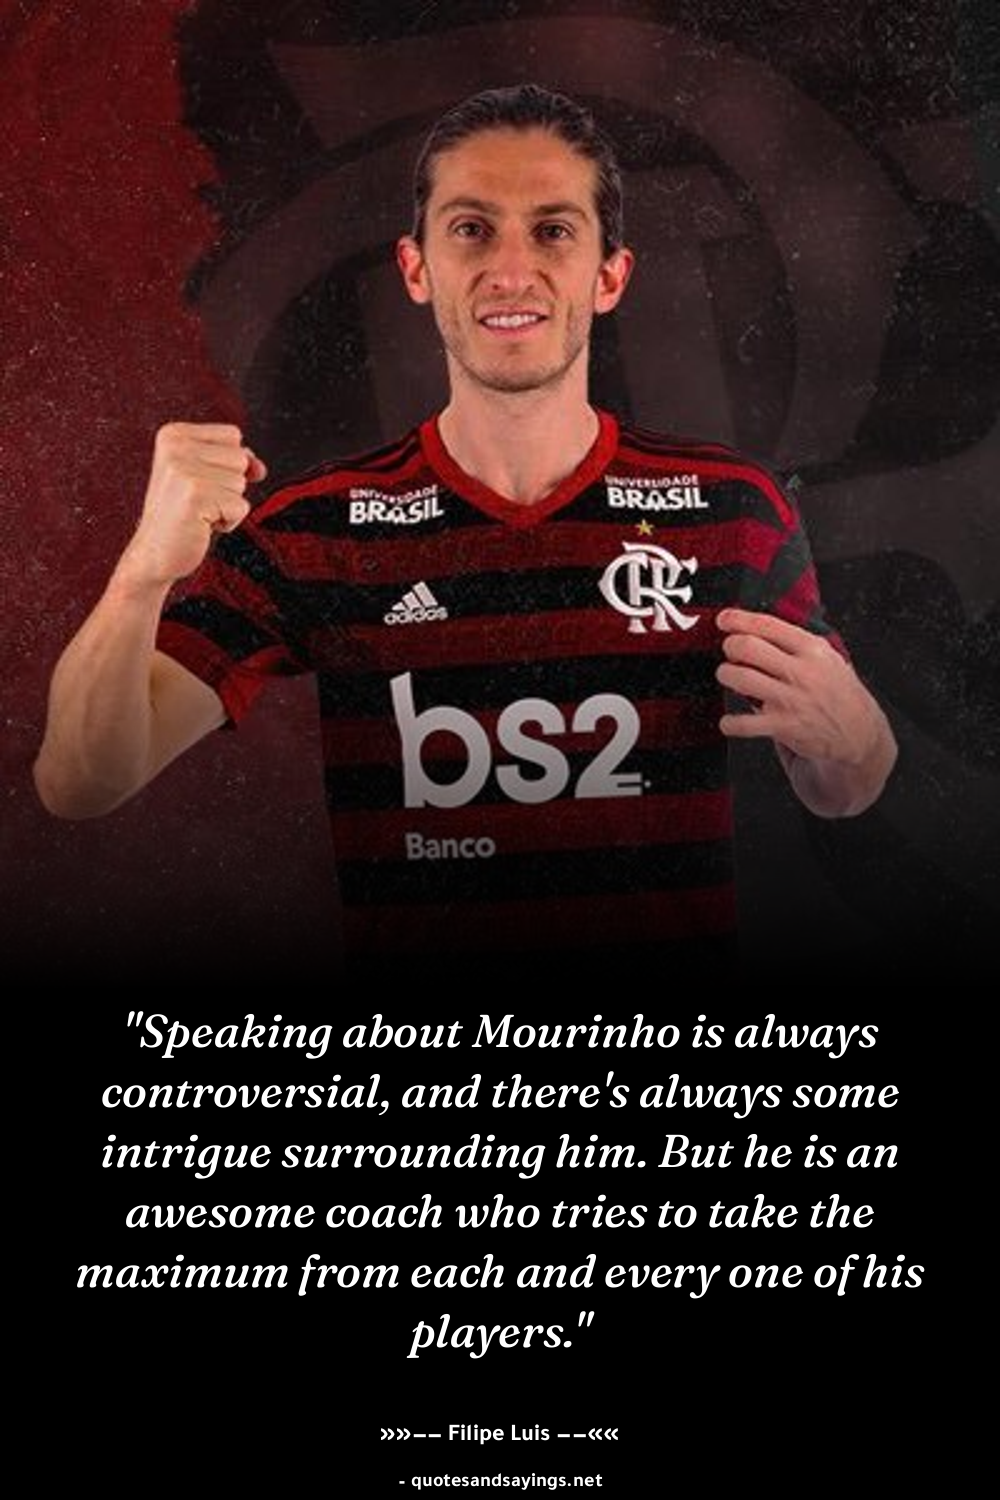 UNIVERSIDADE
BRASIL
UNIVERSIDADE
BRASIL
adidas
CRF
bs2.
Banco
"Speaking about Mourinho is always
controversial, and there's always some
intrigue surrounding him. But he is an
awesome coach who tries to take the
maximum from each and every one of his
players."
»»−− Filipe Luis −−««
- quotesandsayings.net